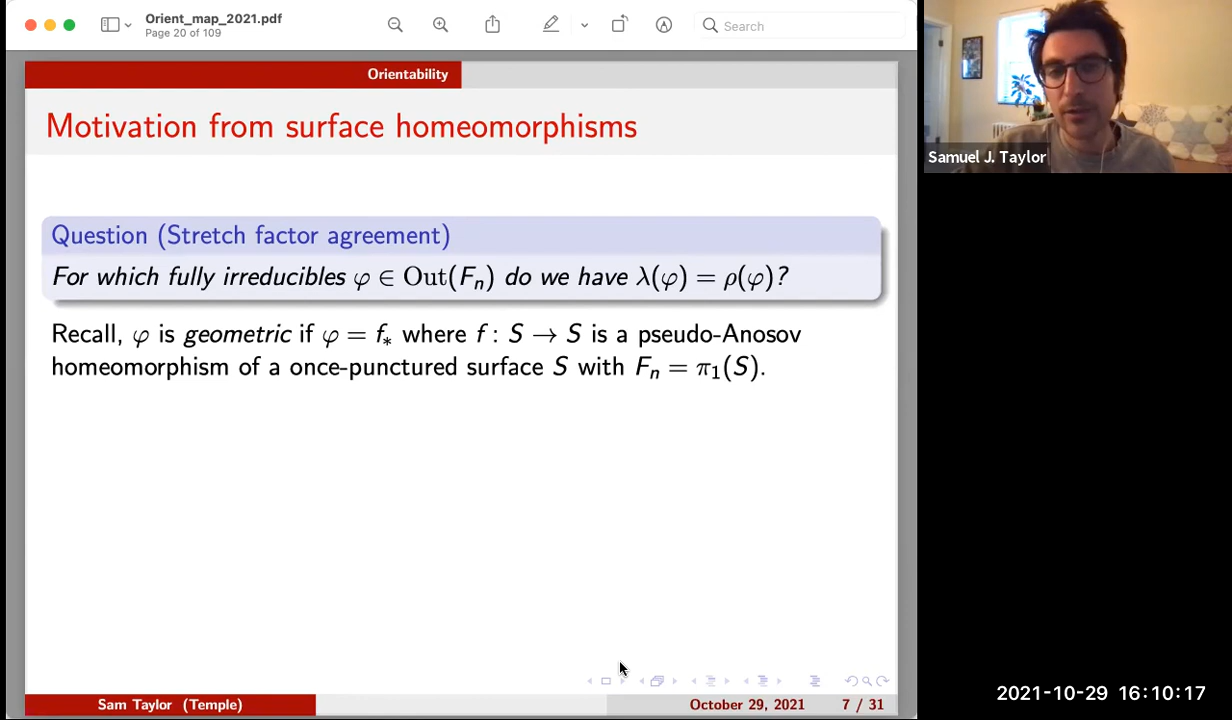 Orient_map_2021.pdf
Page 20 of 109
Search
Orientability
Motivation from surface homeomorphisms
Question (Stretch factor agreement)
For which fully irreducibles φ ∈ Out(Fₙ) do we have λ(φ) = ρ(φ)?
Recall, φ is geometric if φ = f∗ where f : S → S is a pseudo-Anosov
homeomorphism of a once-punctured surface S with Fₙ = π₁(S).
Sam Taylor (Temple)
October 29, 2021
7 / 31
Samuel J. Taylor
2021-10-29 16:10:17